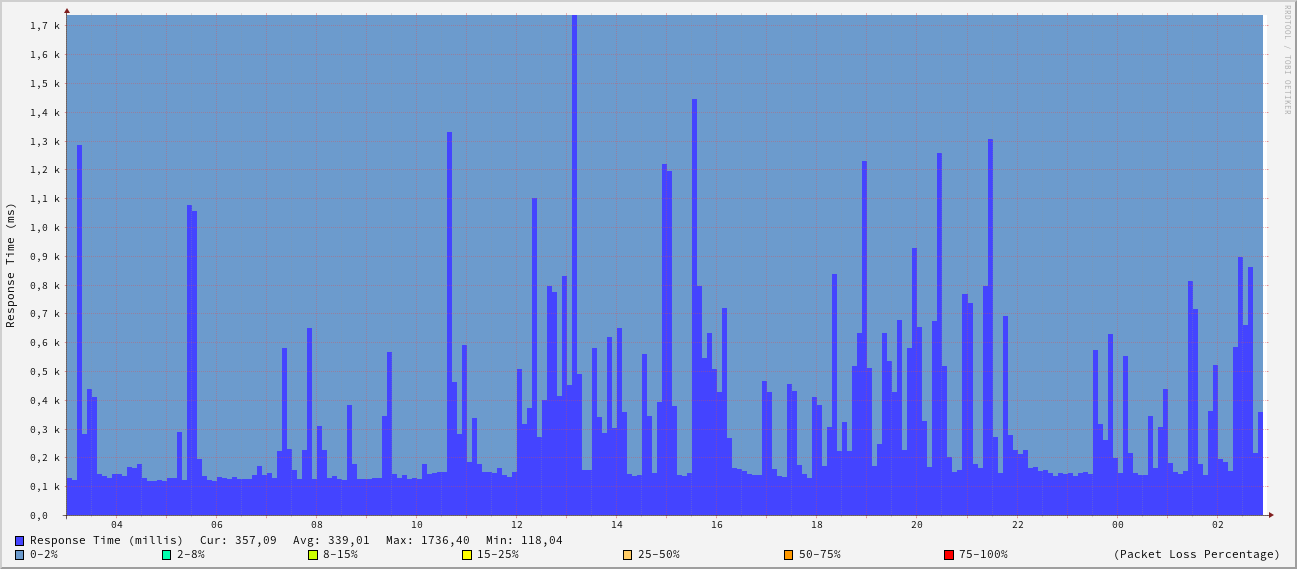 RRDTOOL / TOBI OETIKER
Response Time (ms)
1,7 k
1,6 k
1,5 k
1,4 k
1,3 k
1,2 k
1,1 k
1,0 k
0,9 k
0,8 k
0,7 k
0,6 k
0,5 k
0,4 k
0,3 k
0,2 k
0,1 k
0,0
04 06 08 10 12 14 16 18 20 22 00 02
Response Time (millis) Cur: 357,09 Avg: 339,01 Max: 1736,40 Min: 118,04
0-2% 2-8% 8-15% 15-25% 25-50% 50-75% 75-100% (Packet Loss Percentage)